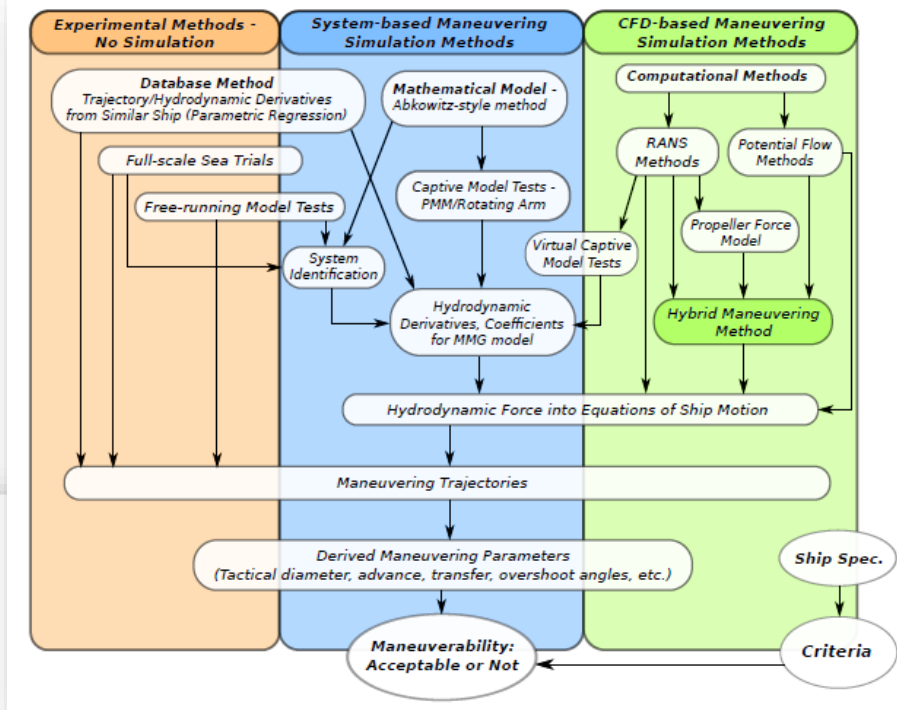 Experimental Methods -
No Simulation
System-based Maneuvering
Simulation Methods
CFD-based Maneuvering
Simulation Methods
Database Method
Trajectory/Hydrodynamic Derivatives
from Similar Ship (Parametric Regression)
Mathematical Model -
Abkowitz-style method
Computational Methods
Full-scale Sea Trials
RANS
Methods
Potential Flow
Methods
Free-running Model Tests
Captive Model Tests -
PMM/Rotating Arm
Propeller Force
Model
System
Identification
Virtual Captive
Model Tests
Hydrodynamic
Derivatives, Coefficients
for MMG model
Hybrid Maneuvering
Method
Hydrodynamic Force into Equations of Ship Motion
Maneuvering Trajectories
Derived Maneuvering Parameters
(Tactical diameter, advance, transfer, overshoot angles, etc.)
Ship Spec.
Maneuverability:
Acceptable or Not
Criteria